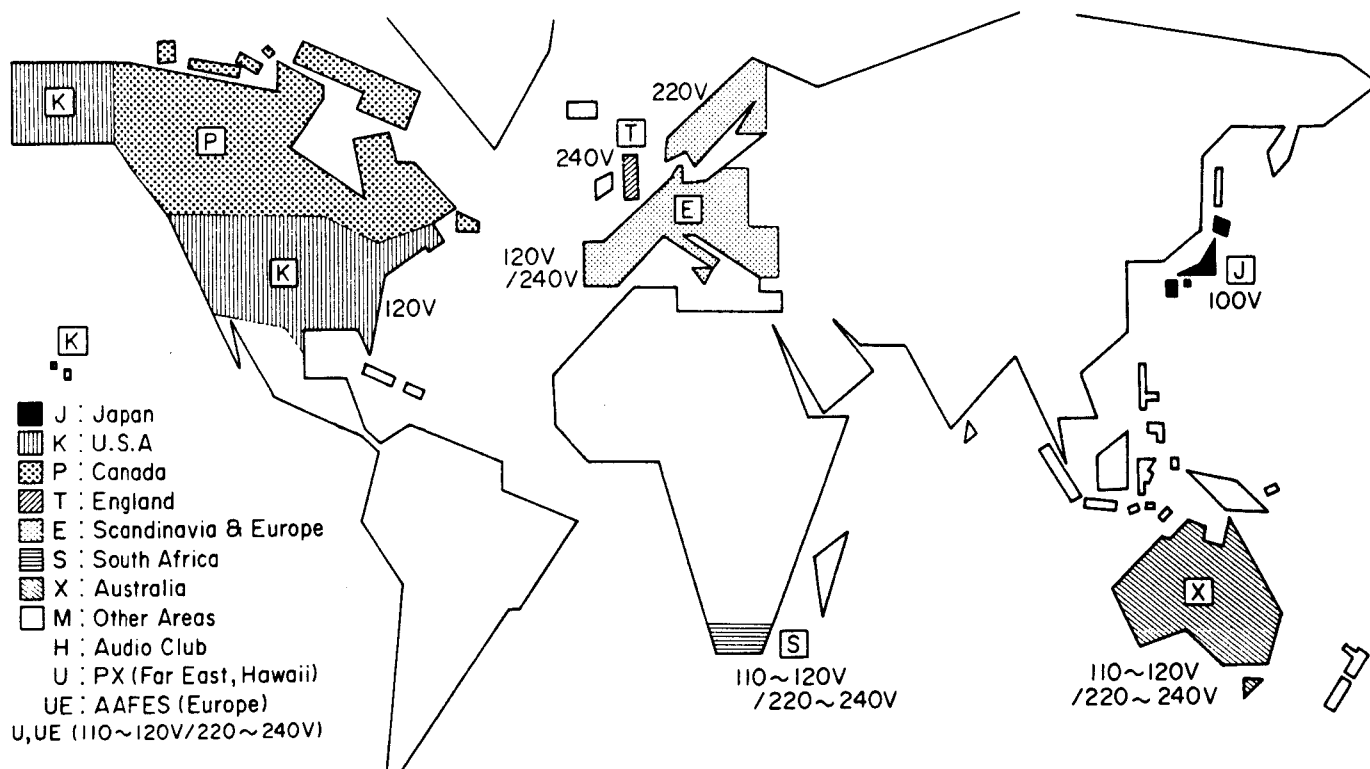 K
P
K
120V
K
220V
T
240V
E
120V
/240V
J
100V
S
110~120V
/220~240V
X
110~120V
/220~240V
J : Japan
K : U.S.A
P : Canada
T : England
E : Scandinavia & Europe
S : South Africa
X : Australia
M : Other Areas
H : Audio Club
U : PX (Far East, Hawaii)
UE : AAFES (Europe)
U,UE (110~120V/220~240V)